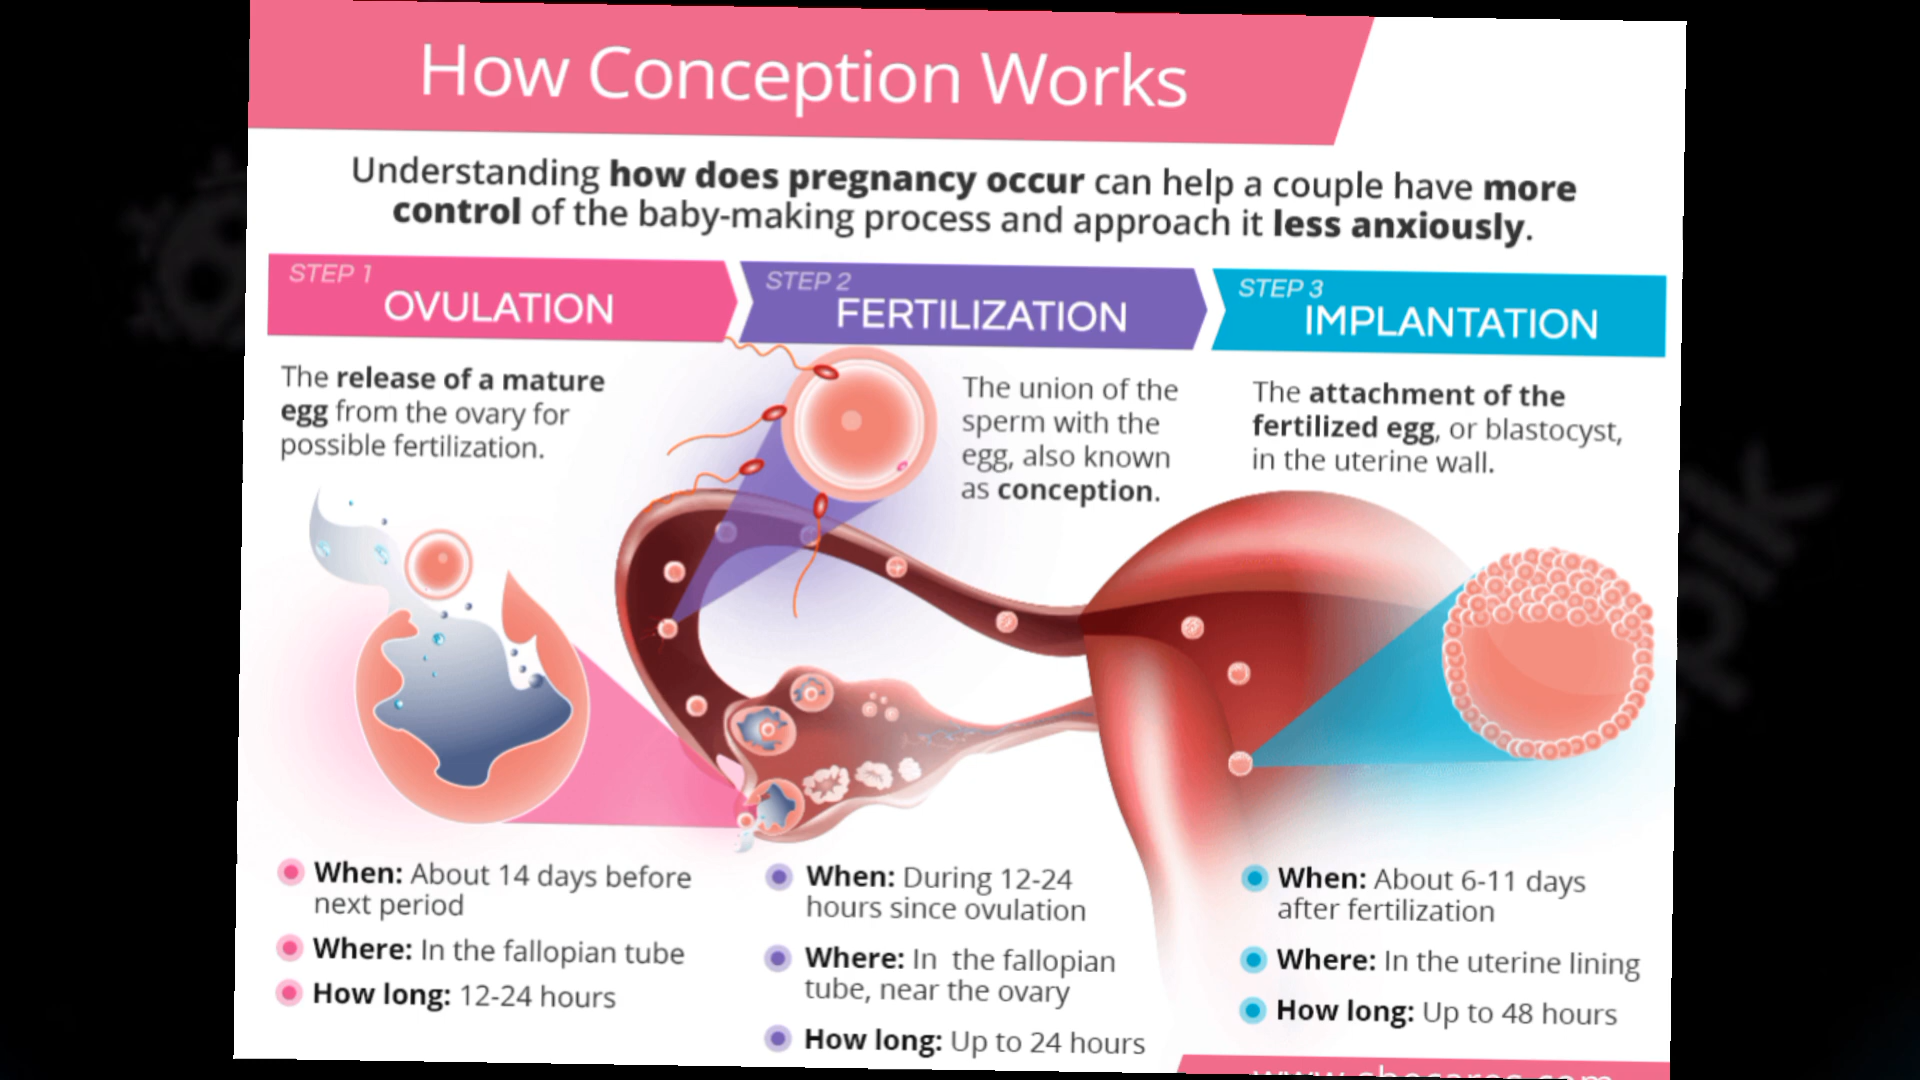 How Conception Works
Understanding how does pregnancy occur can help a couple have more
control of the baby-making process and approach it less anxiously.
STEP 1
OVULATION
The release of a mature
egg from the ovary for
possible fertilization.
When: About 14 days before
next period
Where: In the fallopian tube
How long: 12-24 hours
STEP 2
FERTILIZATION
The union of the
sperm with the
egg, also known
as conception.
When: During 12-24
hours since ovulation
Where: In the fallopian
tube, near the ovary
How long: Up to 24 hours
STEP 3
IMPLANTATION
The attachment of the
fertilized egg, or blastocyst,
in the uterine wall.
When: About 6-11 days
after fertilization
Where: In the uterine lining
How long: Up to 48 hours